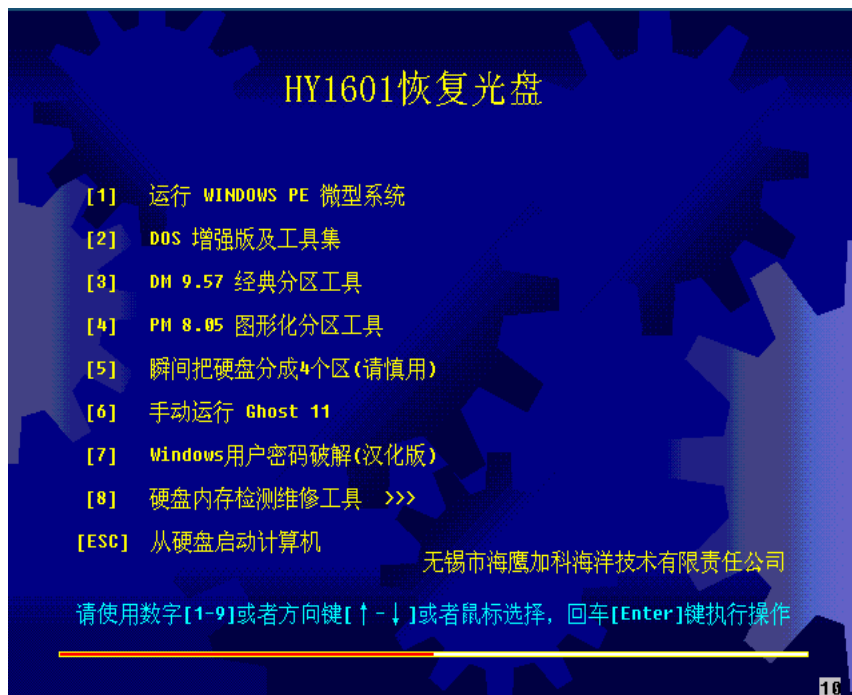 HY1601恢复光盘
[1] 运行 WINDOWS PE 微型系统
[2] DOS 增强版及工具集
[3] DM 9.57 经典分区工具
[4] PM 8.05 图形化分区工具
[5] 瞬间把硬盘分成4个区(请慎用)
[6] 手动运行 Ghost 11
[7] Windows用户密码破解(汉化版)
[8] 硬盘内存检测维修工具 >>>
[ESC] 从硬盘启动计算机
无锡市海鹰加科海洋技术有限责任公司
请使用数字[1-9]或者方向键[↑-↓]或者鼠标选择，回车[Enter]键执行操作